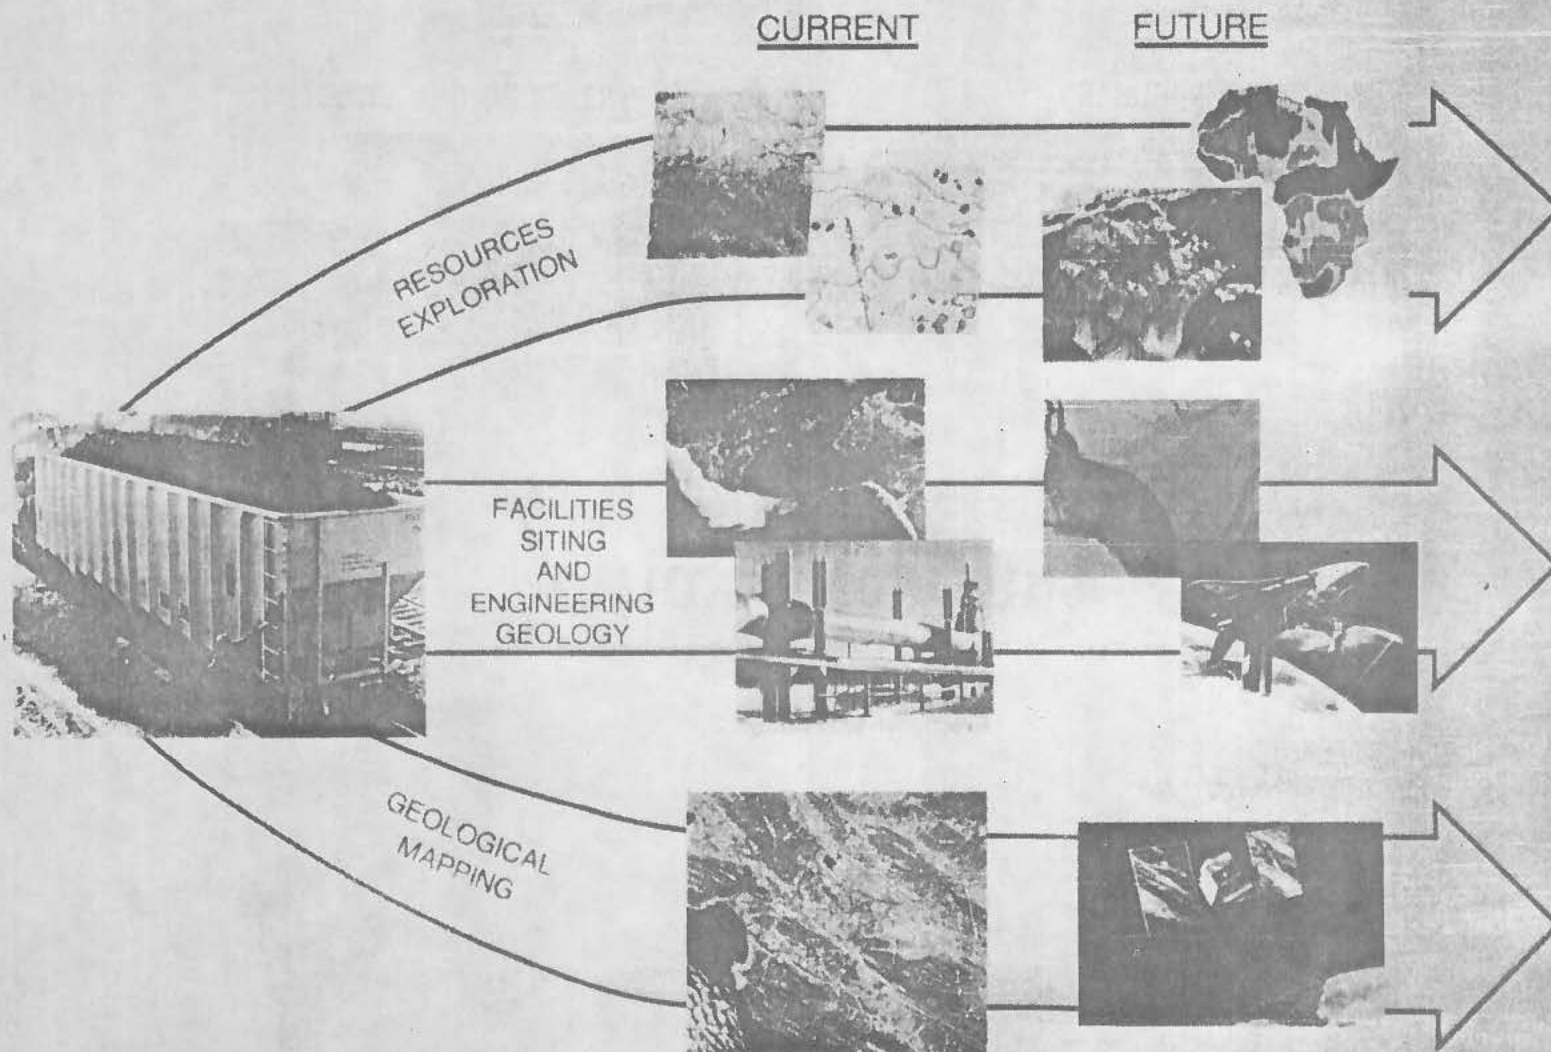 CURRENT
FUTURE
RESOURCES
EXPLORATION
FACILITIES
SITING
AND
ENGINEERING
GEOLOGY
GEOLOGICAL
MAPPING